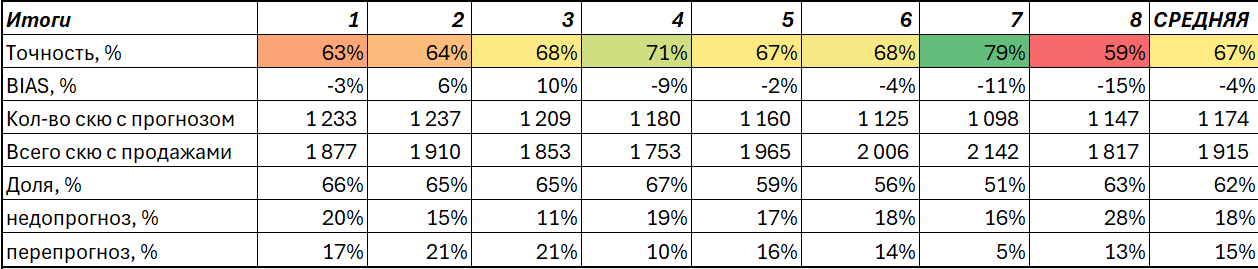 Итоги 1 2 3 4 5 6 7 8 СРЕДНЯЯ
Точность, % 63% 64% 68% 71% 67% 68% 79% 59% 67%
BIAS, % -3% 6% 10% -9% -2% -4% -11% -15% -4%
Кол-во скю с прогнозом 1 233 1 237 1 209 1 180 1 160 1 125 1 098 1 147 1 174
Всего скю с продажами 1 877 1 910 1 853 1 753 1 965 2 006 2 142 1 817 1 915
Доля, % 66% 65% 65% 67% 59% 56% 51% 63% 62%
недопрогноз, % 20% 15% 11% 19% 17% 18% 16% 28% 18%
перепрогноз, % 17% 21% 21% 10% 16% 14% 5% 13% 15%